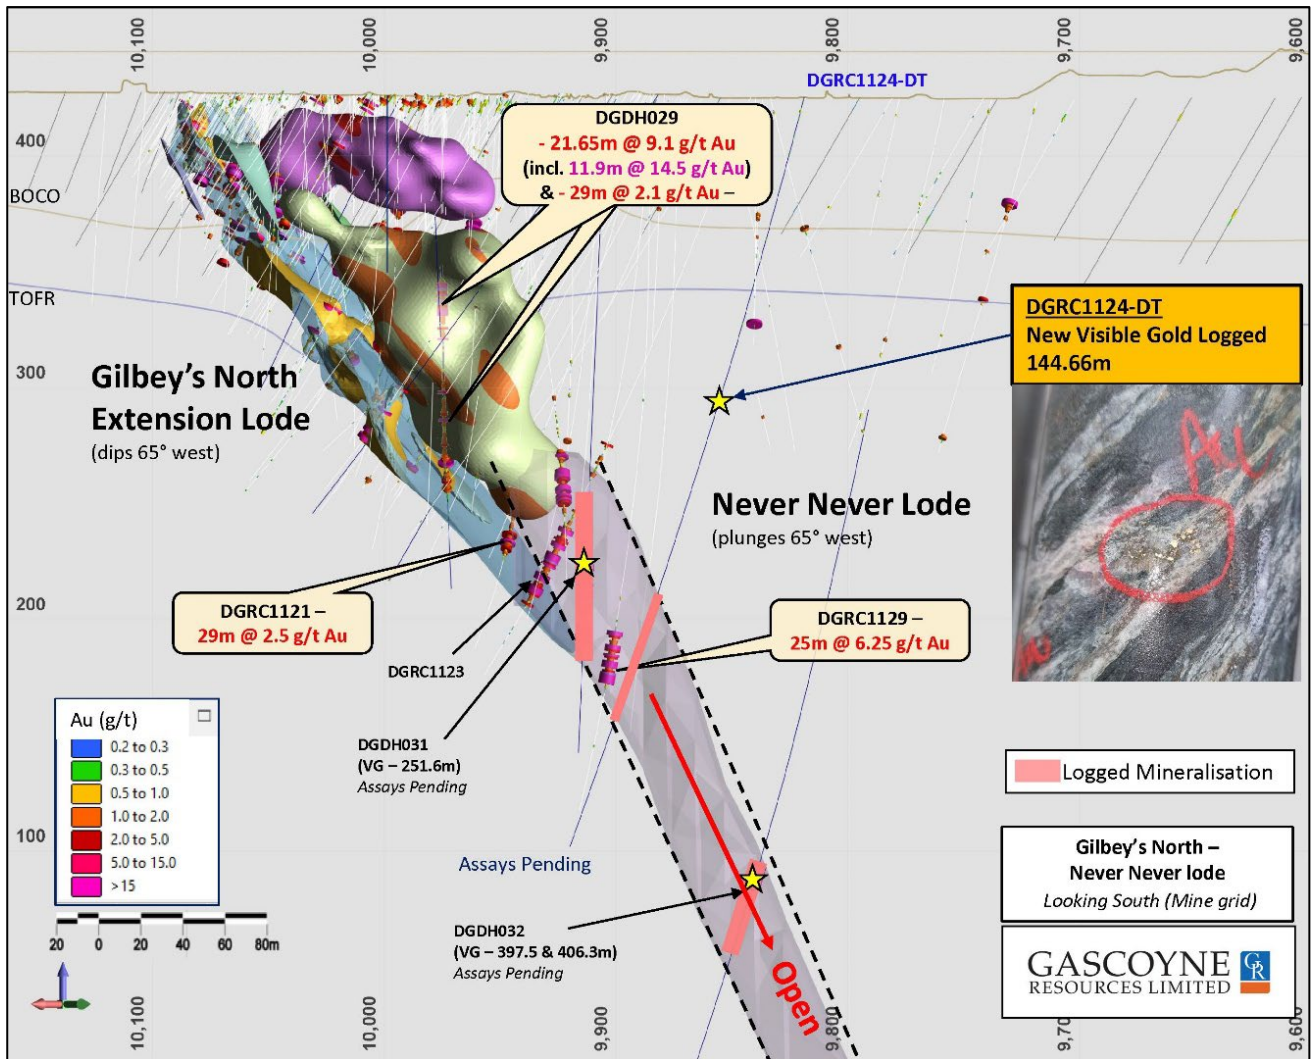 10,100
10,000
9,900
9,800
9,700
9,600
DGRC1124-DT
DGDH029
- 21.65m @ 9.1 g/t Au
(incl. 11.9m @ 14.5 g/t Au)
& - 29m @ 2.1 g/t Au –
400
BOCO
TOFR
300
Gilbey's North
Extension Lode
(dips 65° west)
DGRC1124-DT
New Visible Gold Logged
144.66m
Au
Never Never Lode
(plunges 65° west)
200
DGRC1121 –
29m @ 2.5 g/t Au
DGRC1129 –
25m @ 6.25 g/t Au
DGRC1123
DGDH031
(VG – 251.6m)
Assays Pending
Au (g/t)
0.2 to 0.3
0.3 to 0.5
0.5 to 1.0
1.0 to 2.0
2.0 to 5.0
5.0 to 15.0
>15
100
Logged Mineralisation
Assays Pending
Gilbey's North –
Never Never lode
Looking South (Mine grid)
20 0 20 40 60 80m
DGDH032
(VG – 397.5 & 406.3m)
Assays Pending
Open
GASCOYNE
RESOURCES LIMITED
GR
10,100
10,000
9,900
9,800
9,700
9,600